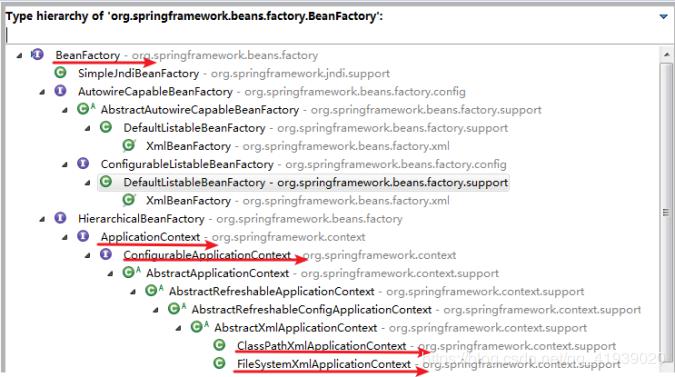 Type hierarchy of 'org.springframework.beans.factory.BeanFactory':
BeanFactory - org.springframework.beans.factory
SimpleJndiBeanFactory - org.springframework.jndi.support
AutowireCapableBeanFactory - org.springframework.beans.factory.config
AbstractAutowireCapableBeanFactory - org.springframework.beans.factory.support
DefaultListableBeanFactory - org.springframework.beans.factory.support
XmlBeanFactory - org.springframework.beans.factory.xml
ConfigurableListableBeanFactory - org.springframework.beans.factory.config
DefaultListableBeanFactory - org.springframework.beans.factory.support
XmlBeanFactory - org.springframework.beans.factory.xml
HierarchicalBeanFactory - org.springframework.beans.factory
ApplicationContext - org.springframework.context
ConfigurableApplicationContext - org.springframework.context
AbstractApplicationContext - org.springframework.context.support
AbstractRefreshableApplicationContext - org.springframework.context.support
AbstractRefreshableConfigApplicationContext - org.springframework.context.support
AbstractXmlApplicationContext - org.springframework.context.support
ClassPathXmlApplicationContext - org.springframework.context.support
FileSystemXmlApplicationContext - org.springframework.context.support